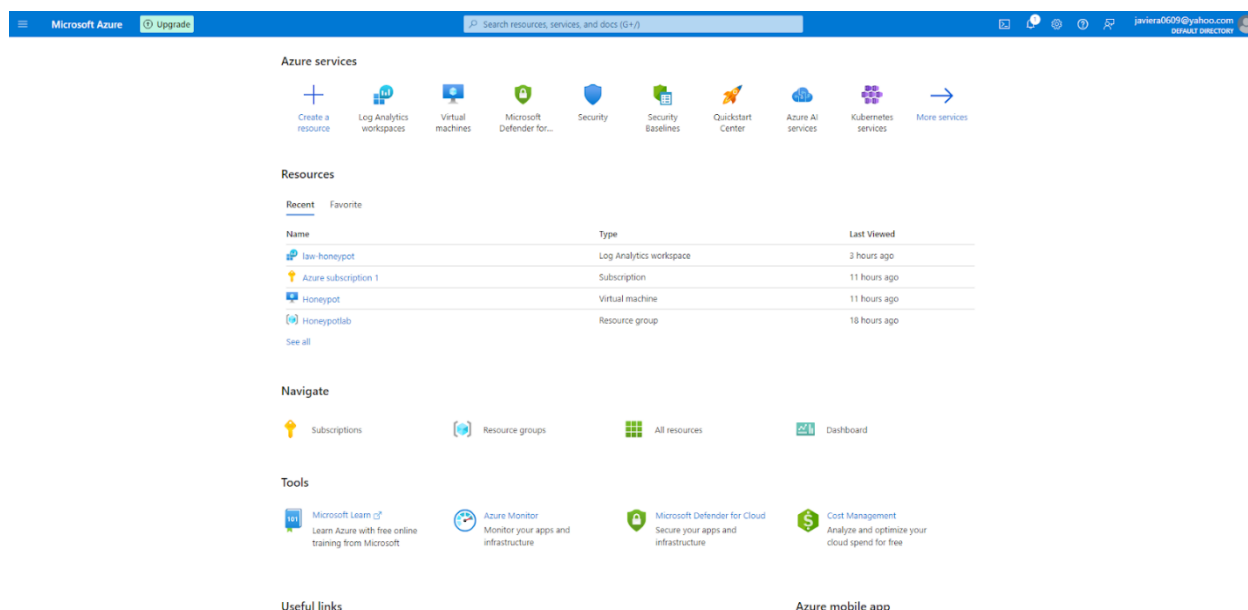 Microsoft Azure Upgrade Search resources, services, and docs (G+/) 1 javiera0609@yahoo.com
DEFAULT DIRECTORY
Azure services
Create a resource
Log Analytics workspaces
Virtual machines
Microsoft Defender for...
Security
Security Baselines
Quickstart Center
Azure AI services
Kubernetes services
More services
Resources
Recent Favorite
Name Type Last Viewed
law-honeypot Log Analytics workspace 3 hours ago
Azure subscription 1 Subscription 11 hours ago
Honeypot Virtual machine 11 hours ago
Honeypotlab Resource group 18 hours ago
See all
Navigate
Subscriptions Resource groups All resources Dashboard
Tools
101
Microsoft Learn
Learn Azure with free online
training from Microsoft
Azure Monitor
Monitor your apps and
infrastructure
Microsoft Defender for Cloud
Secure your apps and
infrastructure
Cost Management
Analyze and optimize your
cloud spend for free
Useful links Azure mobile app